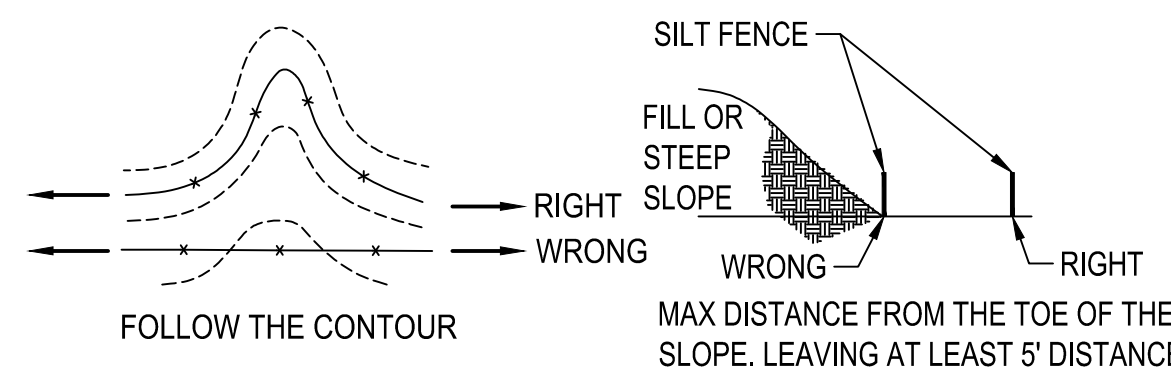 RIGHT
WRONG
FOLLOW THE CONTOUR
SILT FENCE
FILL OR
STEEP
SLOPE
WRONG
RIGHT
MAX DISTANCE FROM THE TOE OF THE
SLOPE. LEAVING AT LEAST 5' DISTANCE